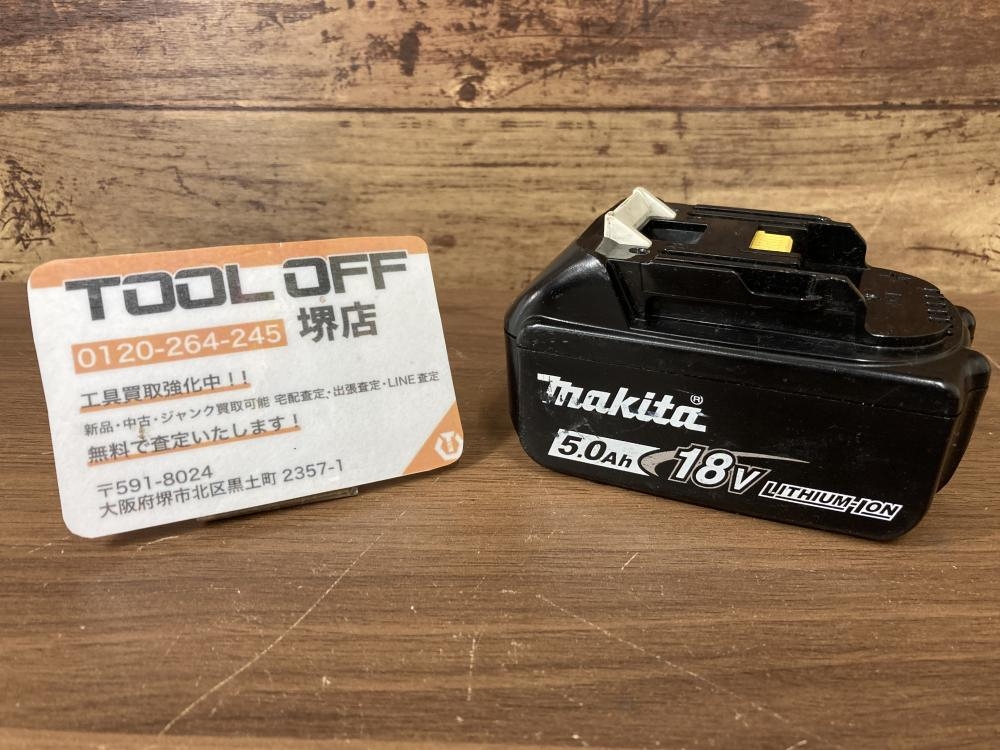 TOOL OFF
堺店
0120-264-245
工具買取強化中!!
新品・中古・ジャンク買取可能 宅配査定・出張査定・LINE査定
無料で査定いたします!
〒591-8024
大阪府堺市北区黒土町 2357-1
makita®
5.0Ah 18V LITHIUM-ION